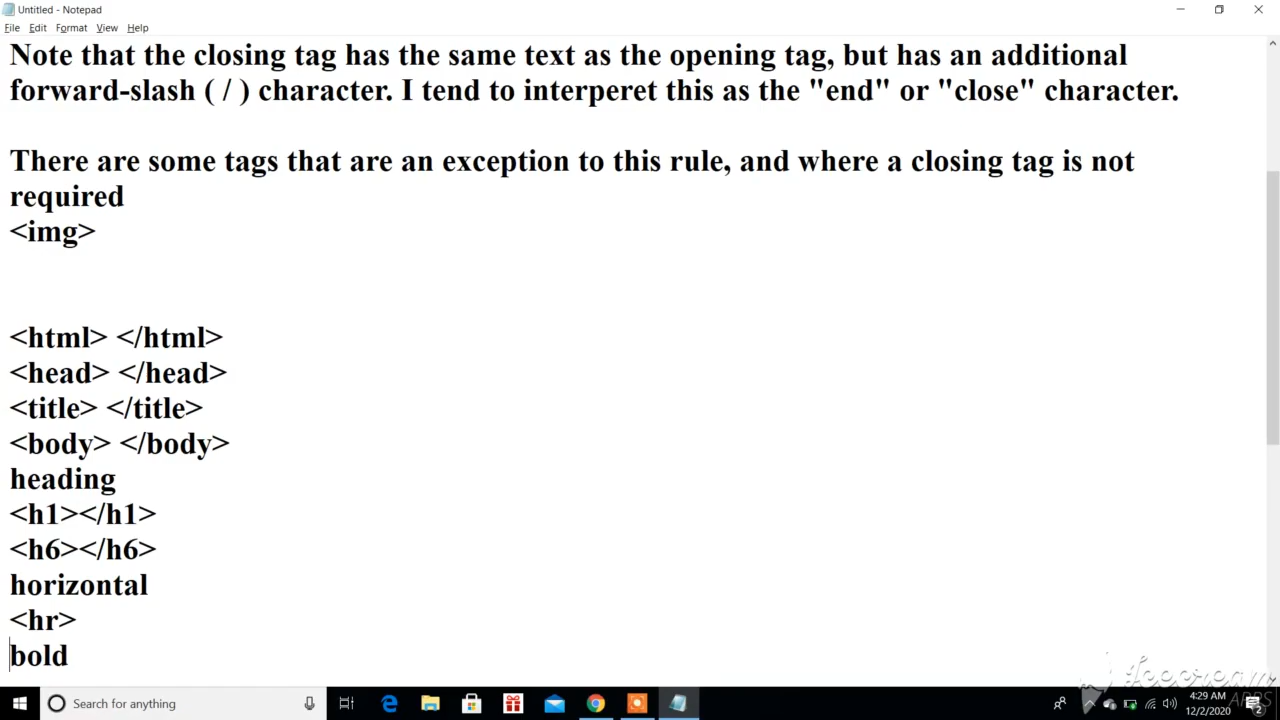 Untitled - Notepad
File Edit Format View Help
Note that the closing tag has the same text as the opening tag, but has an additional
forward-slash ( / ) character. I tend to interperet this as the "end" or "close" character.
There are some tags that are an exception to this rule, and where a closing tag is not
required
<img>
<html> </html>
<head> </head>
<title> </title>
<body> </body>
heading
<h1></h1>
<h6></h6>
horizontal
<hr>
bold
Icecream
APPS
Search for anything
4:29 AM
12/2/2020
2